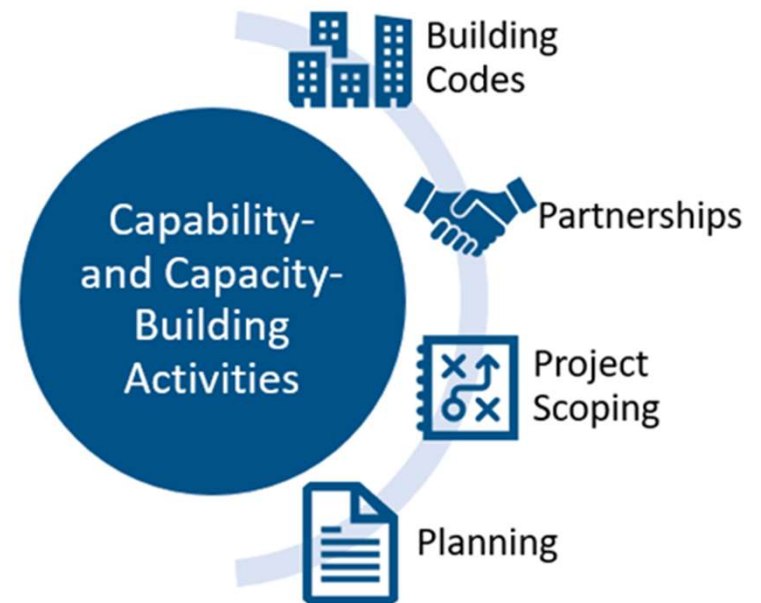 Capability-
and Capacity-
Building
Activities
Building
Codes
Partnerships
Project
Scoping
Planning